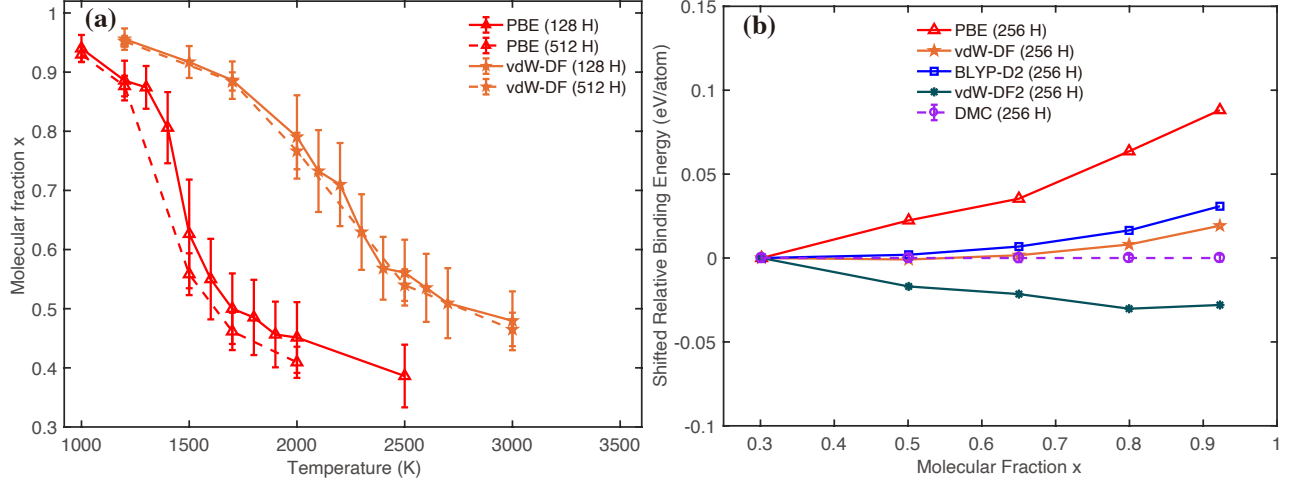 (a)
PBE (128 H)
PBE (512 H)
vdW-DF (128 H)
vdW-DF (512 H)
Molecular fraction x
1
0.9
0.8
0.7
0.6
0.5
0.4
0.3
1000
1500
2000
2500
3000
3500
Temperature (K)
(b)
PBE (256 H)
vdW-DF (256 H)
BLYP-D2 (256 H)
vdW-DF2 (256 H)
DMC (256 H)
Shifted Relative Binding Energy (eV/atom)
0.15
0.1
0.05
0
-0.05
-0.1
0.3
0.4
0.5
0.6
0.7
0.8
0.9
1
Molecular Fraction x